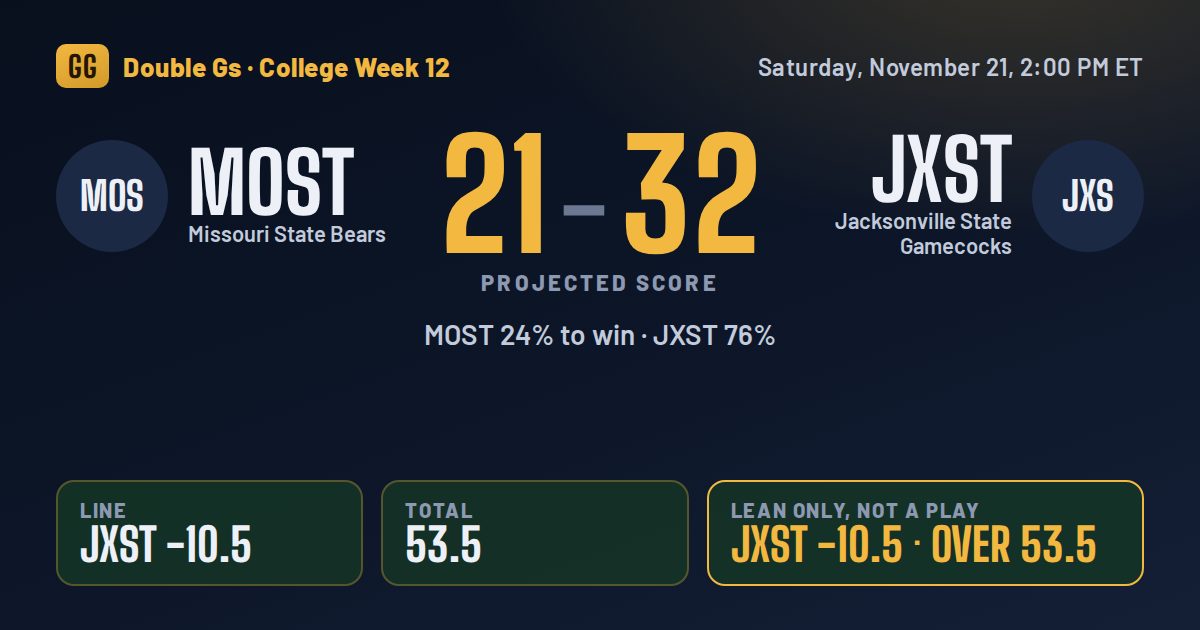 GG Double Gs · College Week 12
Saturday, November 21, 2:00 PM ET
MOS
MOST
Missouri State Bears
21 – 32
PROJECTED SCORE
MOST 24% to win · JXST 76%
JXST
Jacksonville State
Gamecocks
JXS
LINE
JXST −10.5
TOTAL
53.5
LEAN ONLY, NOT A PLAY
JXST −10.5 · OVER 53.5